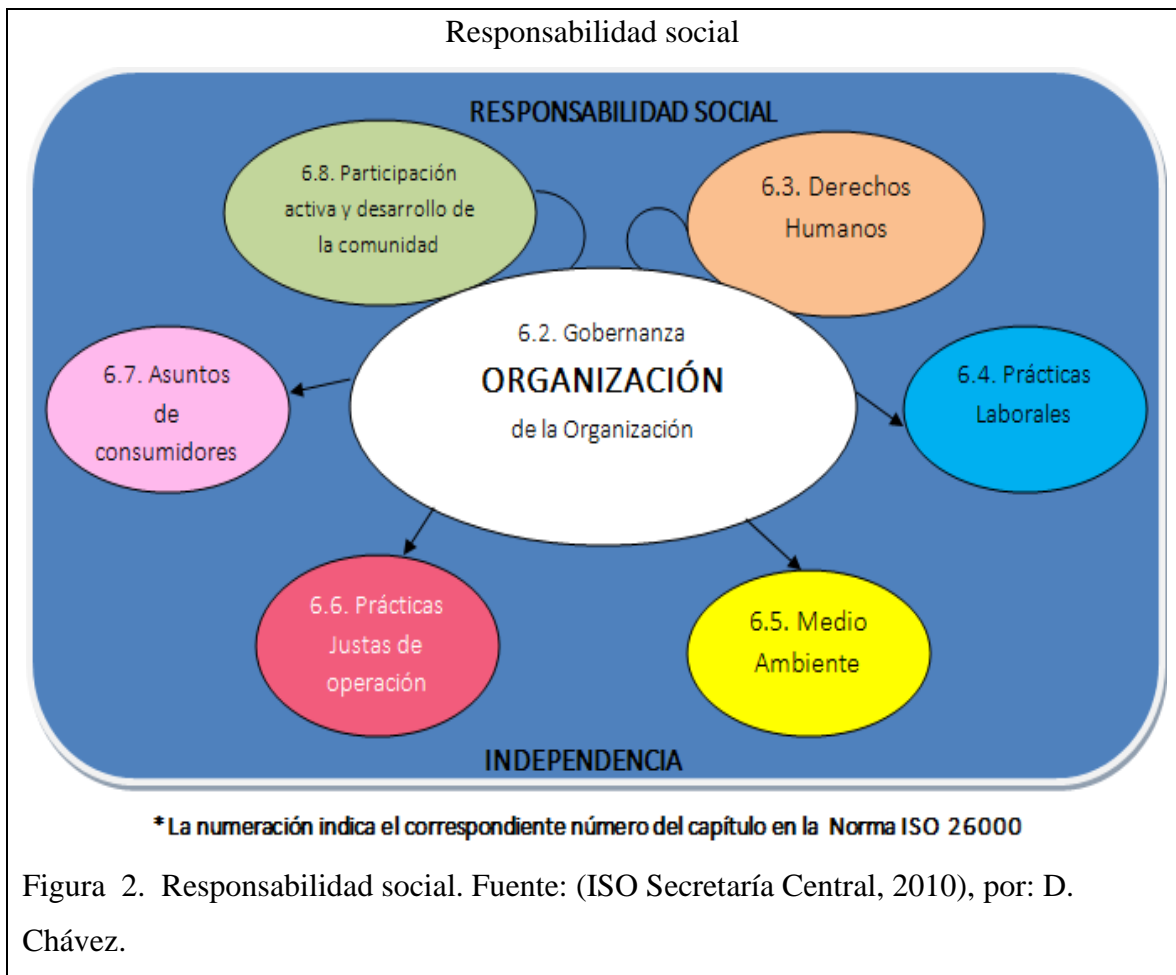 Responsabilidad social
RESPONSABILIDAD SOCIAL
6.8. Participación
activa y desarrollo de
la comunidad
6.3. Derechos
Humanos
6.2. Gobernanza
ORGANIZACIÓN
de la Organización
6.7. Asuntos
de
consumidores
6.4. Prácticas
Laborales
6.6. Prácticas
Justas de
operación
6.5. Medio
Ambiente
INDEPENDENCIA
* La numeración indica el correspondiente número del capítulo en la Norma ISO 26000
Figura 2. Responsabilidad social. Fuente: (ISO Secretaría Central, 2010), por: D.
Chávez.